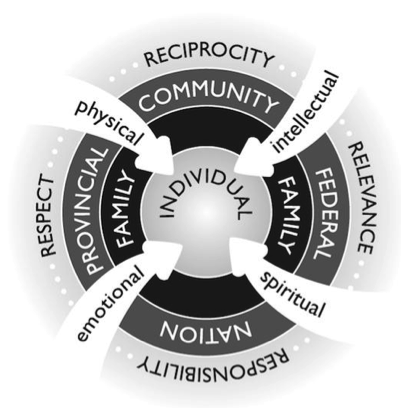 RECIPROCITY
COMMUNITY
physical
intellectual
INDIVIDUAL
RESPECT
PROVINCIAL
FAMILY
FAMILY
FEDERAL
RELEVANCE
emotional
spiritual
NATION
RESPONSIBILITY